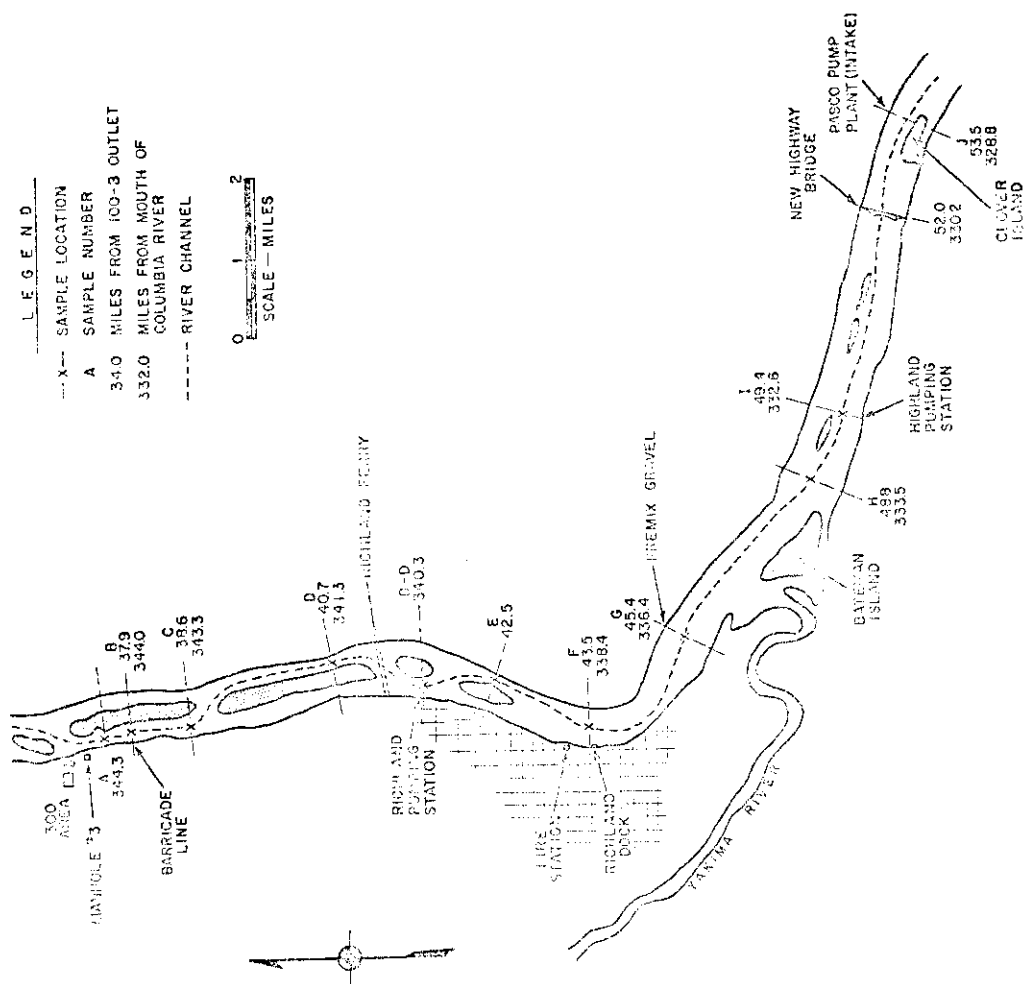 LEGEND
---X--- SAMPLE LOCATION
A SAMPLE NUMBER
34.0 MILES FROM 100-3 OUTLET
332.0 MILES FROM MOUTH OF
COLUMBIA RIVER
------ RIVER CHANNEL
0 1 2
SCALE — MILES
300
AREA
MANHOLE #3
A
344.3
BARRICADE
LINE
B
37.9
344.0
C
38.6
343.3
D
40.7
341.3
RICHLAND FERRY
D-D
340.3
RICHLAND
PUMPING
STATION
E
42.5
FIRE
STATION
RICHLAND
DOCK
F
43.5
338.4
G
45.4
336.4
PREMIX GRAVEL
YAKIMA RIVER
BATEMAN
ISLAND
H
48.8
333.5
I
49.4
332.6
HIGHLAND
PUMPING
STATION
NEW HIGHWAY
BRIDGE
52.0
330.2
PASCO PUMP
PLANT (INTAKE)
J
53.5
328.8
CLOVER
ISLAND